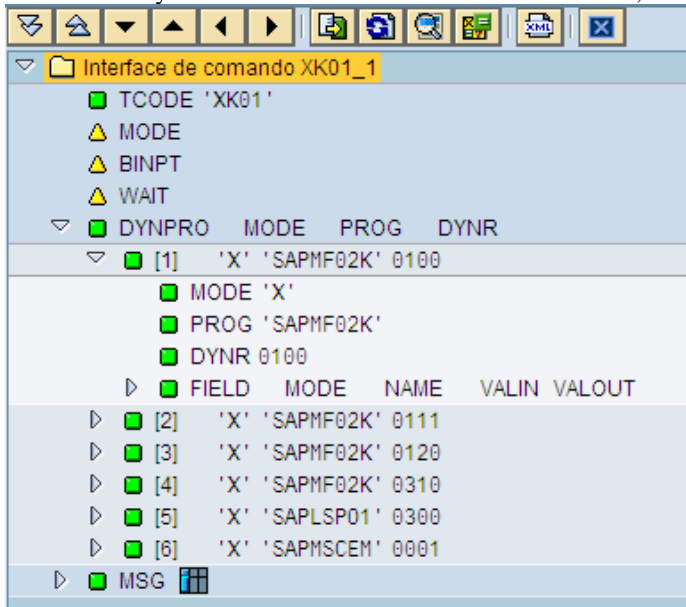 XML
Interface de comando XK01_1
TCODE 'XK01'
MODE
BINPT
WAIT
DYNPRO MODE PROG DYNR
[1] 'X' 'SAPMF02K' 0100
MODE 'X'
PROG 'SAPMF02K'
DYNR 0100
FIELD MODE NAME VALIN VALOUT
[2] 'X' 'SAPMF02K' 0111
[3] 'X' 'SAPMF02K' 0120
[4] 'X' 'SAPMF02K' 0310
[5] 'X' 'SAPLSPO1' 0300
[6] 'X' 'SAPMSCEM' 0001
MSG